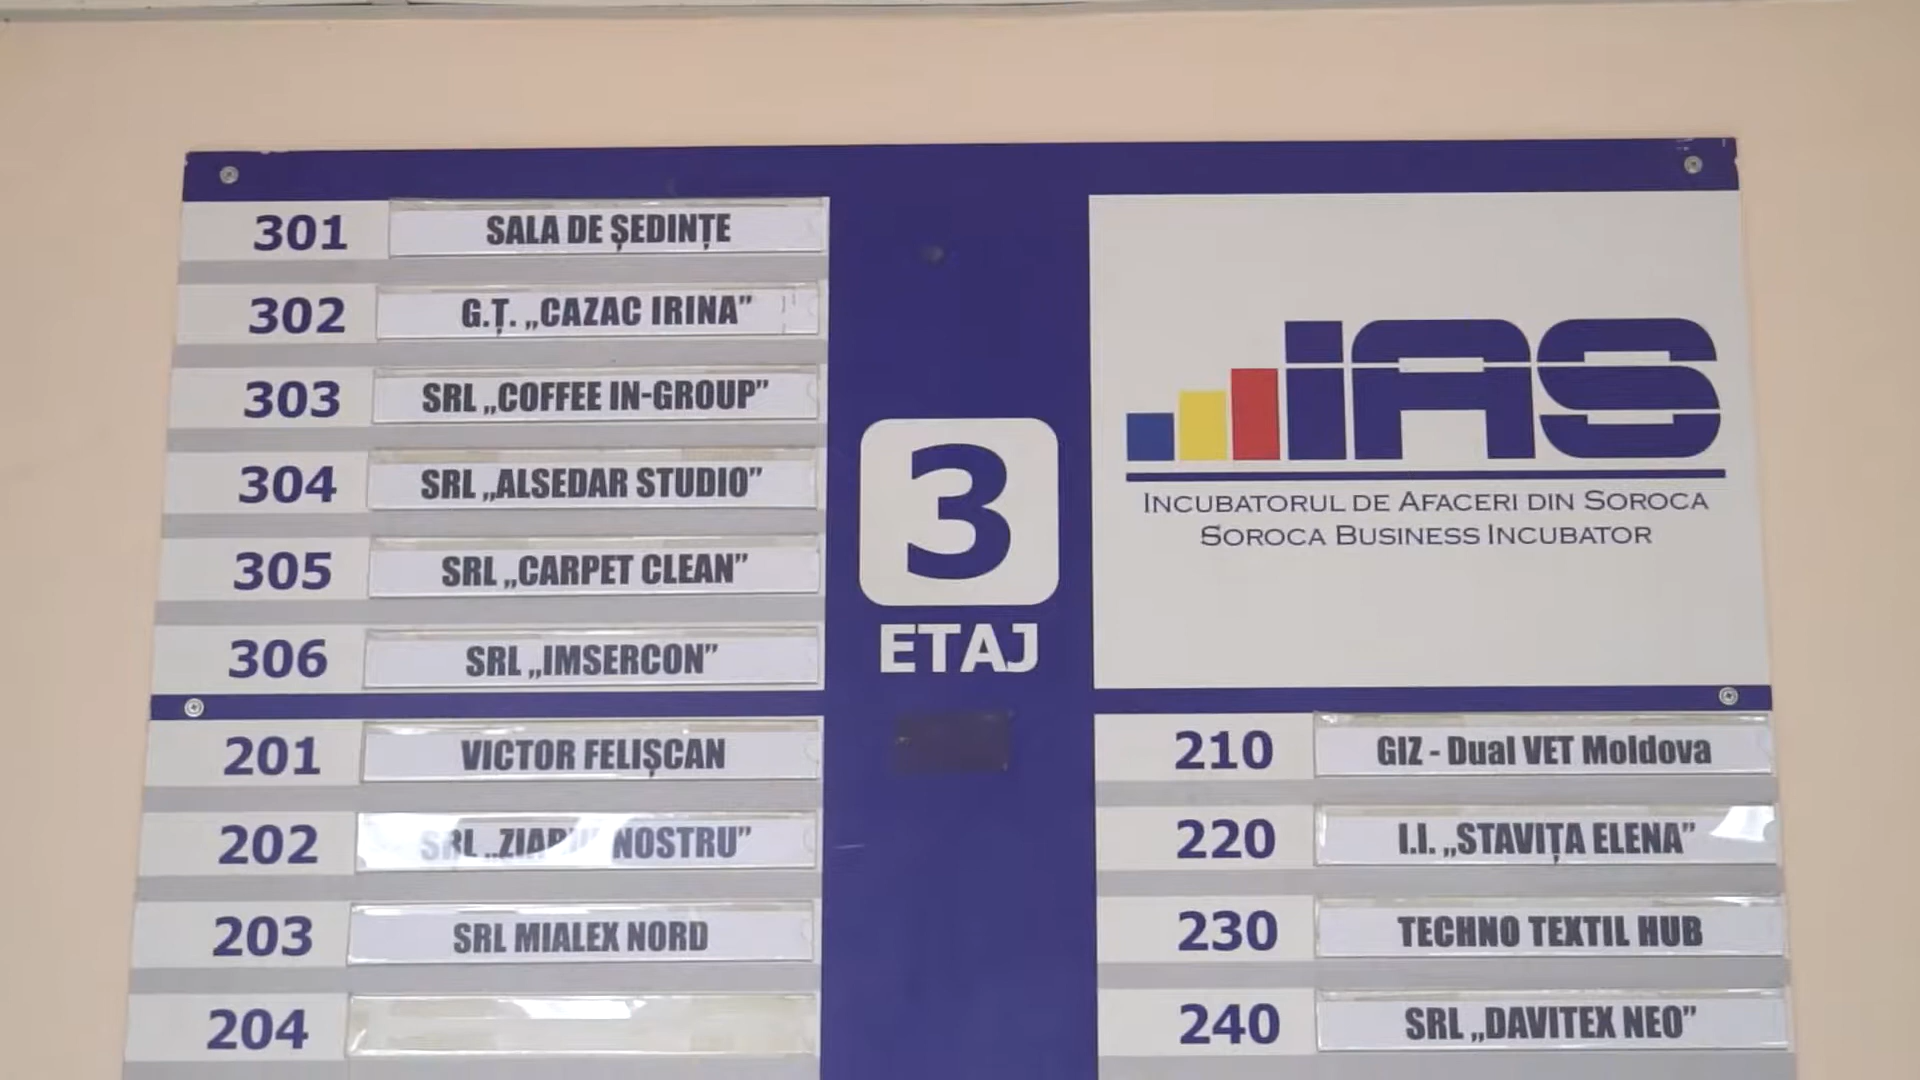 301 SALA DE ȘEDINȚE
302 G.Ț. „CAZAC IRINA”
303 SRL „COFFEE IN-GROUP”
304 SRL „ALSEDAR STUDIO”
305 SRL „CARPET CLEAN”
306 SRL „IMSERCON”
3
ETAJ
IAS
INCUBATORUL DE AFACERI DIN SOROCA
SOROCA BUSINESS INCUBATOR
201 VICTOR FELIȘCAN
202 SRL NOSTRU”
203 SRL MIALEX NORD
204
210 GIZ - Dual VET Moldova
220 I.I. „STAVIȚA ELENA”
230 TECHNO TEXTIL HUB
240 SRL „DAVITEX NEO”